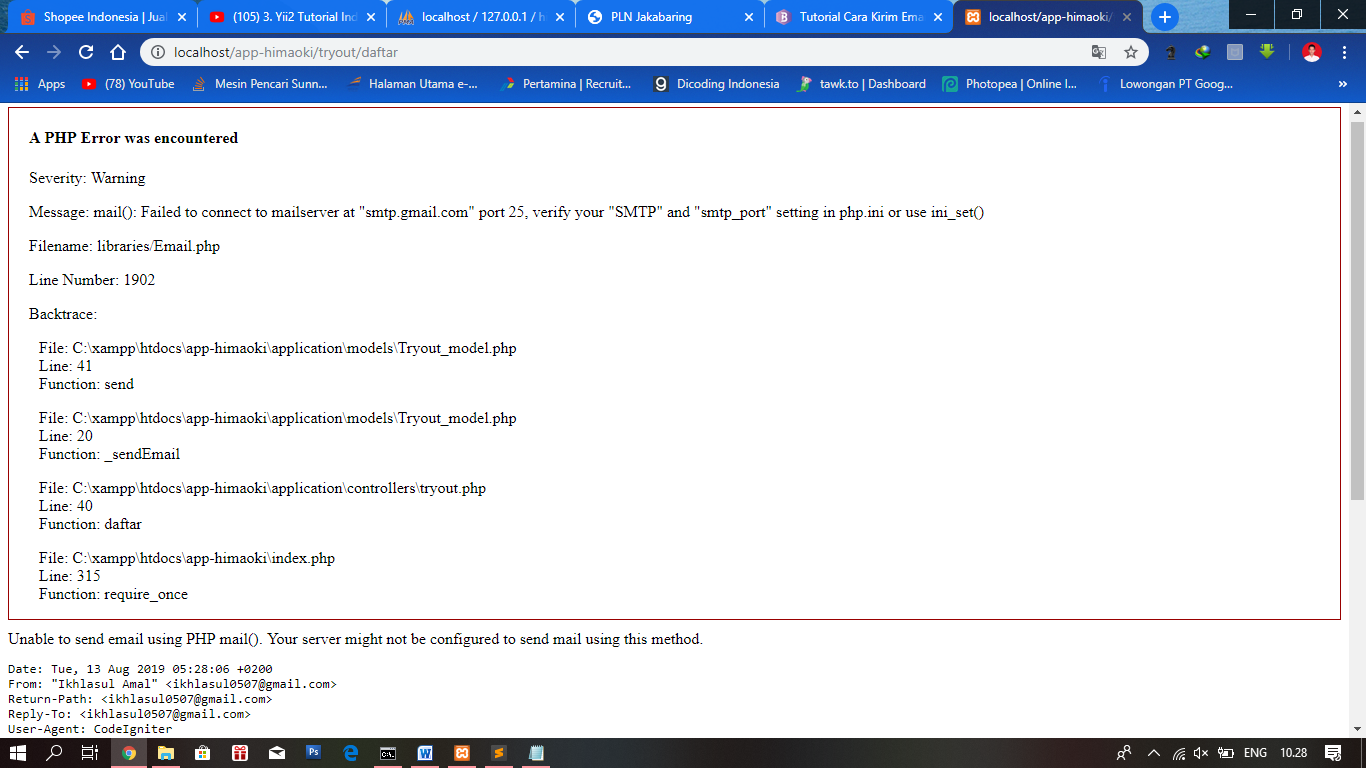 Shopee Indonesia | Jual
(105) 3. Yii2 Tutorial Ind
localhost / 127.0.0.1 / h
PLN Jakabaring
Tutorial Cara Kirim Ema
localhost/app-himaoki/
localhost/app-himaoki/tryout/daftar
Apps
(78) YouTube
Mesin Pencari Sunn...
Halaman Utama e-...
Pertamina | Recruit...
Dicoding Indonesia
tawk.to | Dashboard
Photopea | Online I...
Lowongan PT Goog...
»
A PHP Error was encountered
Severity: Warning
Message: mail(): Failed to connect to mailserver at "smtp.gmail.com" port 25, verify your "SMTP" and "smtp_port" setting in php.ini or use ini_set()
Filename: libraries/Email.php
Line Number: 1902
Backtrace:
File: C:\xampp\htdocs\app-himaoki\application\models\Tryout_model.php
Line: 41
Function: send
File: C:\xampp\htdocs\app-himaoki\application\models\Tryout_model.php
Line: 20
Function: _sendEmail
File: C:\xampp\htdocs\app-himaoki\application\controllers\tryout.php
Line: 40
Function: daftar
File: C:\xampp\htdocs\app-himaoki\index.php
Line: 315
Function: require_once
Unable to send email using PHP mail(). Your server might not be configured to send mail using this method.
Date: Tue, 13 Aug 2019 05:28:06 +0200
From: "Ikhlasul Amal" <ikhlasul0507@gmail.com>
Return-Path: <ikhlasul0507@gmail.com>
Reply-To: <ikhlasul0507@gmail.com>
User-Agent: CodeIgniter
ENG
10.28